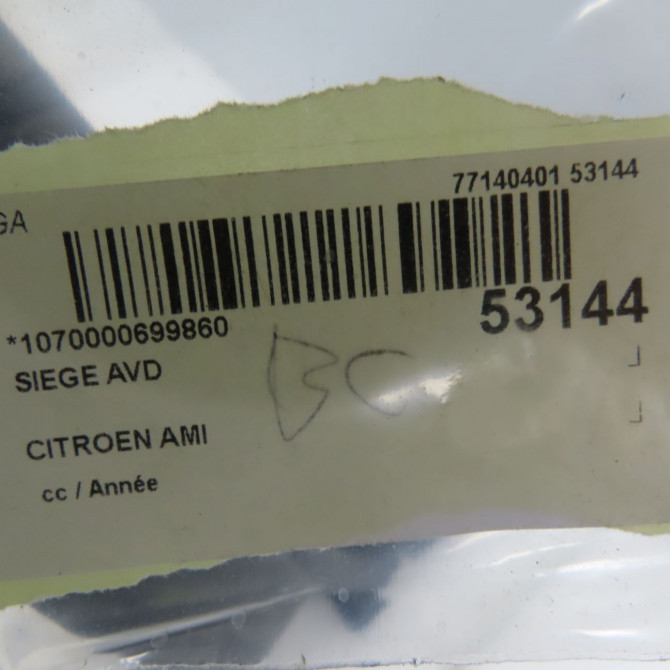 77140401 53144
GA
*1070000699860
53144
SIEGE AVD
BC
CITROEN AMI
cc / Année